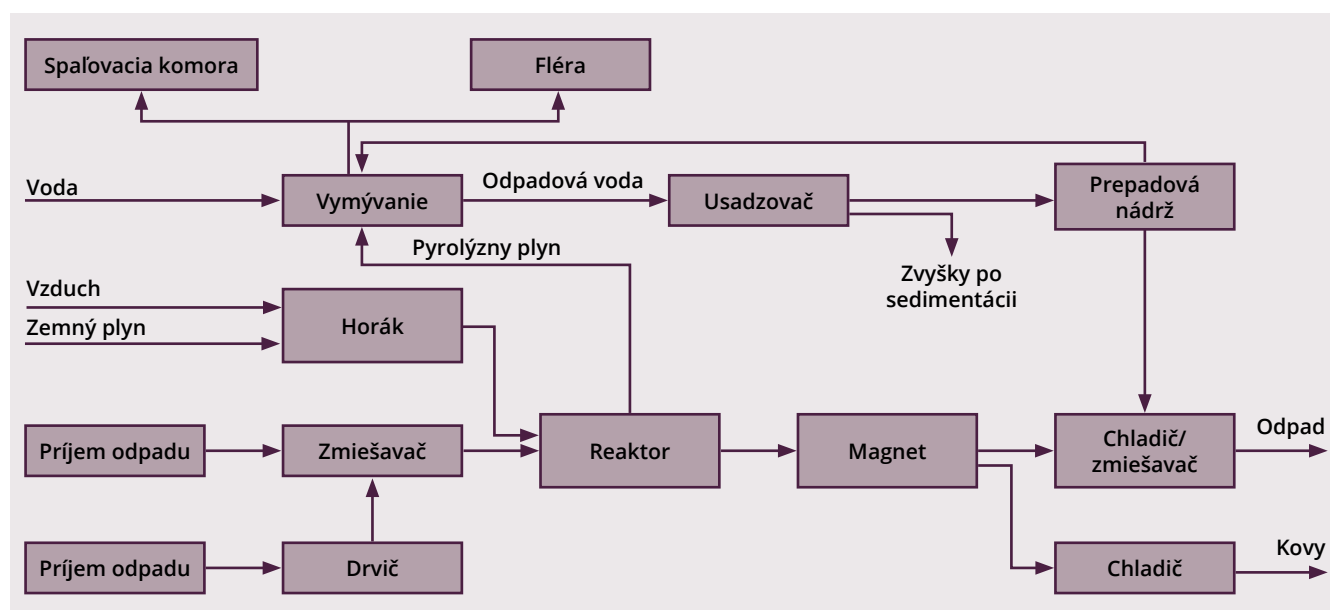 Spaľovacia komora
Fléra
Voda
Vymývanie
Odpadová voda
Usadzovač
Prepadová
nádrž
Pyrolýzny plyn
Zvyšky po
sedimentácii
Vzduch
Zemný plyn
Horák
Príjem odpadu
Zmiešavač
Reaktor
Magnet
Chladič/
zmiešavač
Odpad
Príjem odpadu
Drvič
Chladič
Kovy